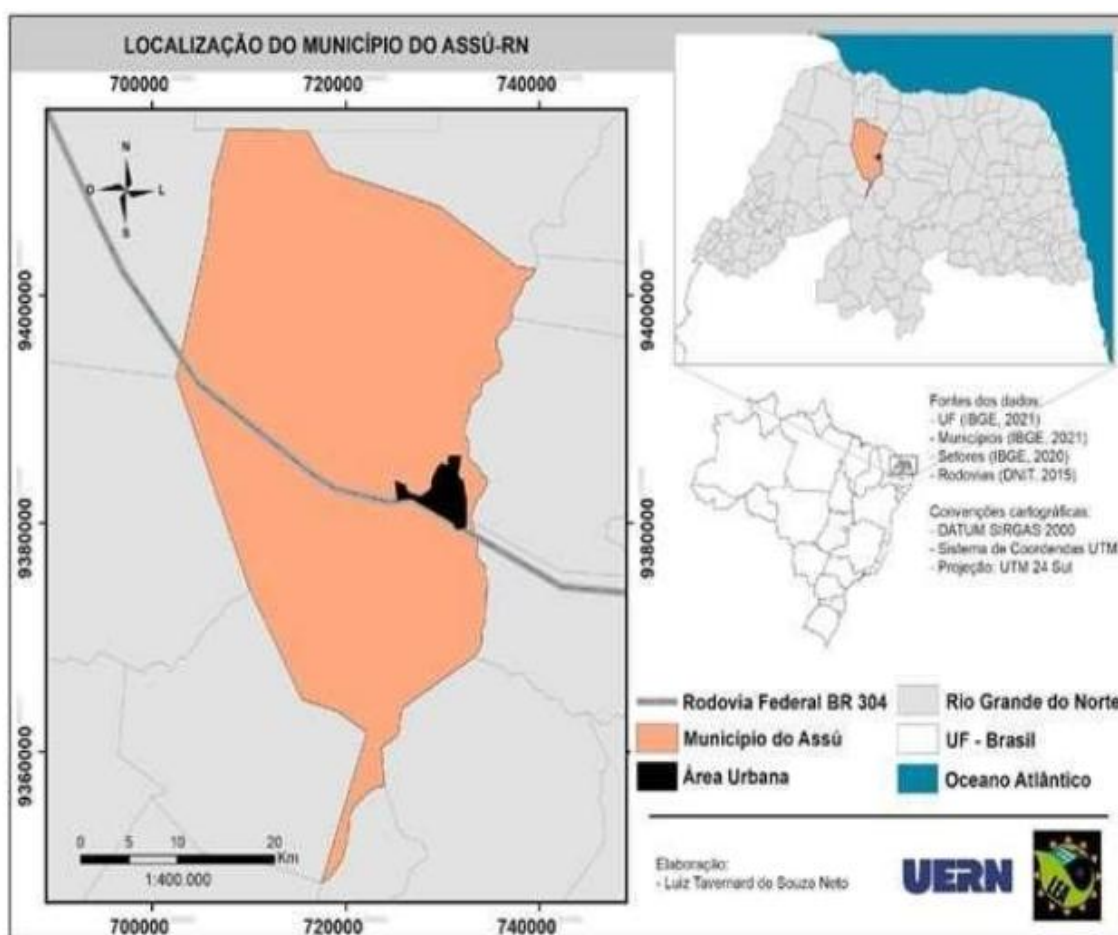 LOCALIZAÇÃO DO MUNICÍPIO DO ASSÚ-RN
700000
720000
740000
N
O
L
S
9400000
9400000
9380000
9380000
9360000
9360000
0 5 10 20
Km
1:400.000
700000
720000
740000
Fontes dos dados:
- UF (IBGE, 2021)
- Municípios (IBGE, 2021)
- Setores (IBGE, 2020)
- Rodovias (DNIT, 2015)
Convenções cartográficas:
- DATUM SIRGAS 2000
- Sistema de Coordendas UTM
- Projeção: UTM 24 Sul
Rodovia Federal BR 304
Município do Assú
Área Urbana
Rio Grande do Norte
UF - Brasil
Oceano Atlântico
Elaboração:
- Luiz Tavernard de Souza Neto
UERN